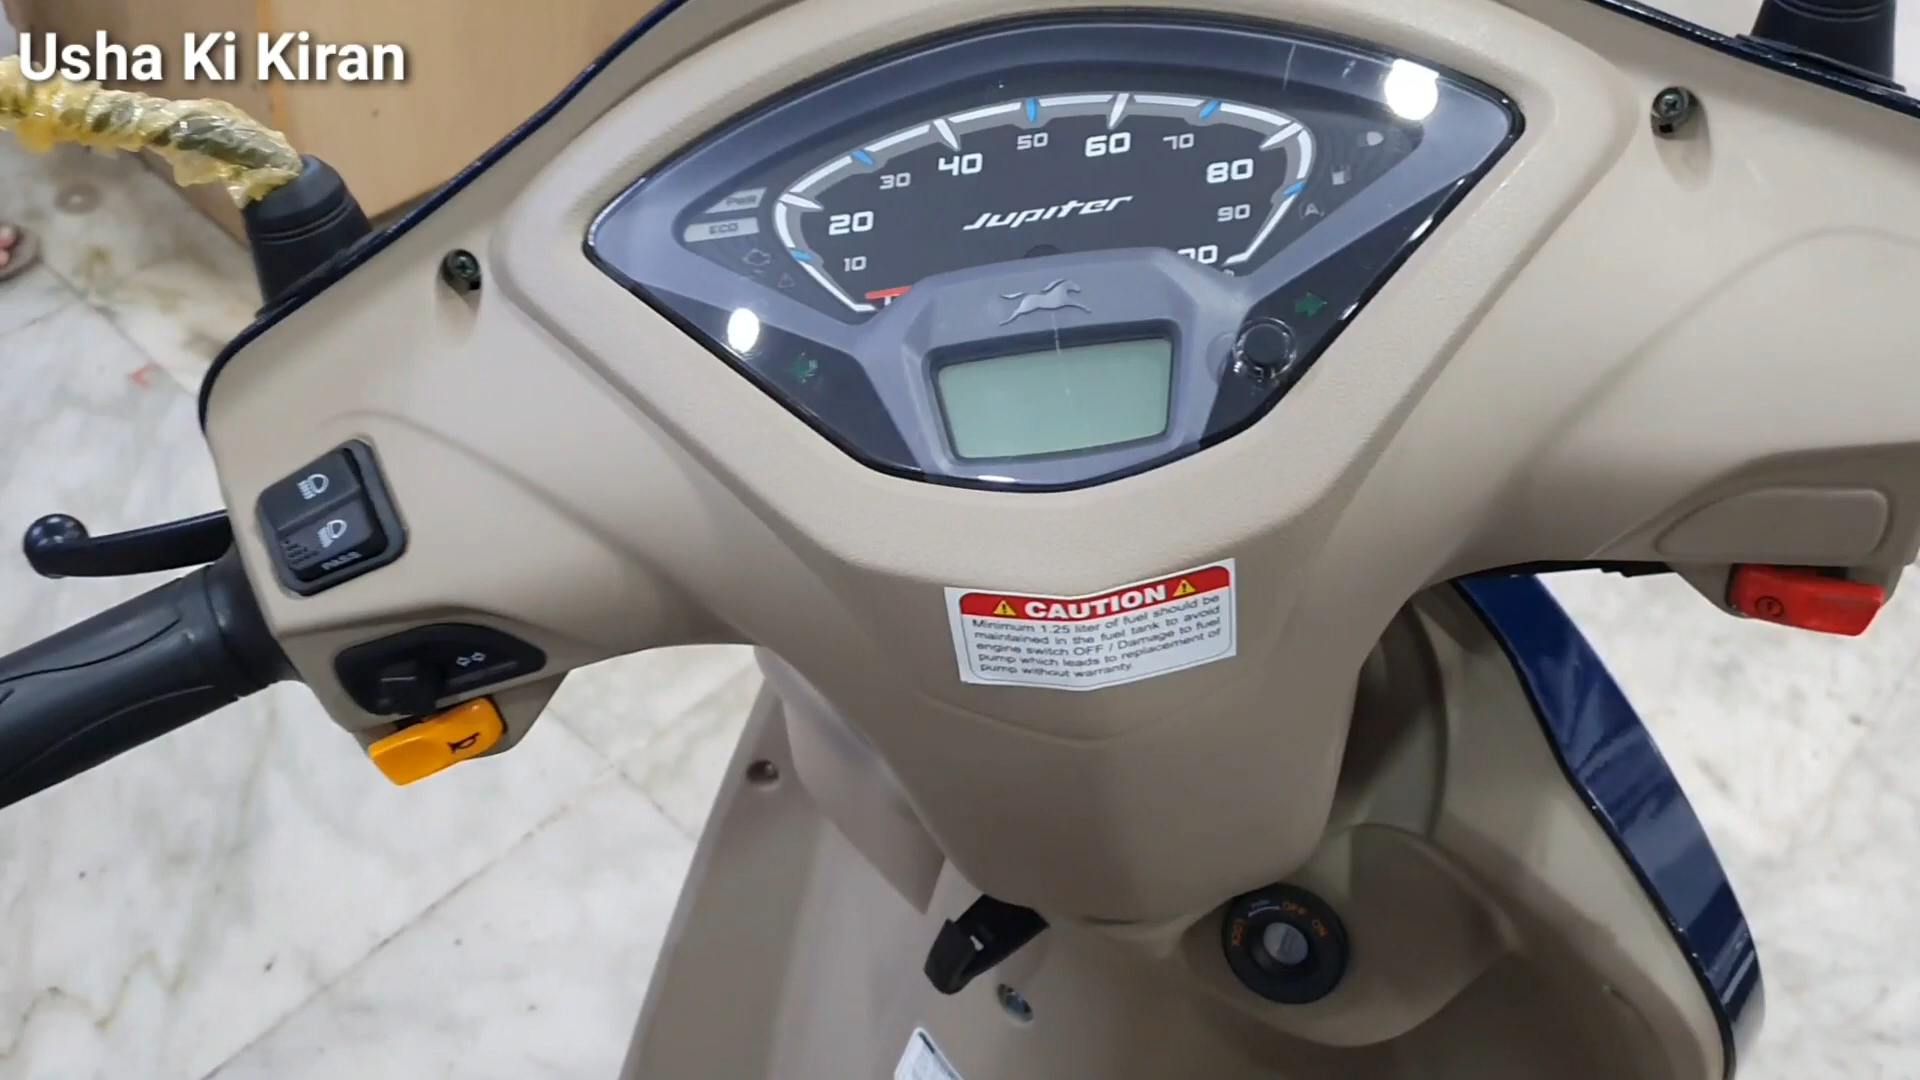 Usha Ki Kiran
50
60
70
40
30
80
PWR
20
Jupiter
90
ECO
10
CAUTION
Minimum 1.25 liter of fuel should be
maintained in the fuel tank to avoid
engine switch OFF / Damage to fuel
pump which leads to replacement of
pump without warranty.
PASS
LOCK
OFF
ON